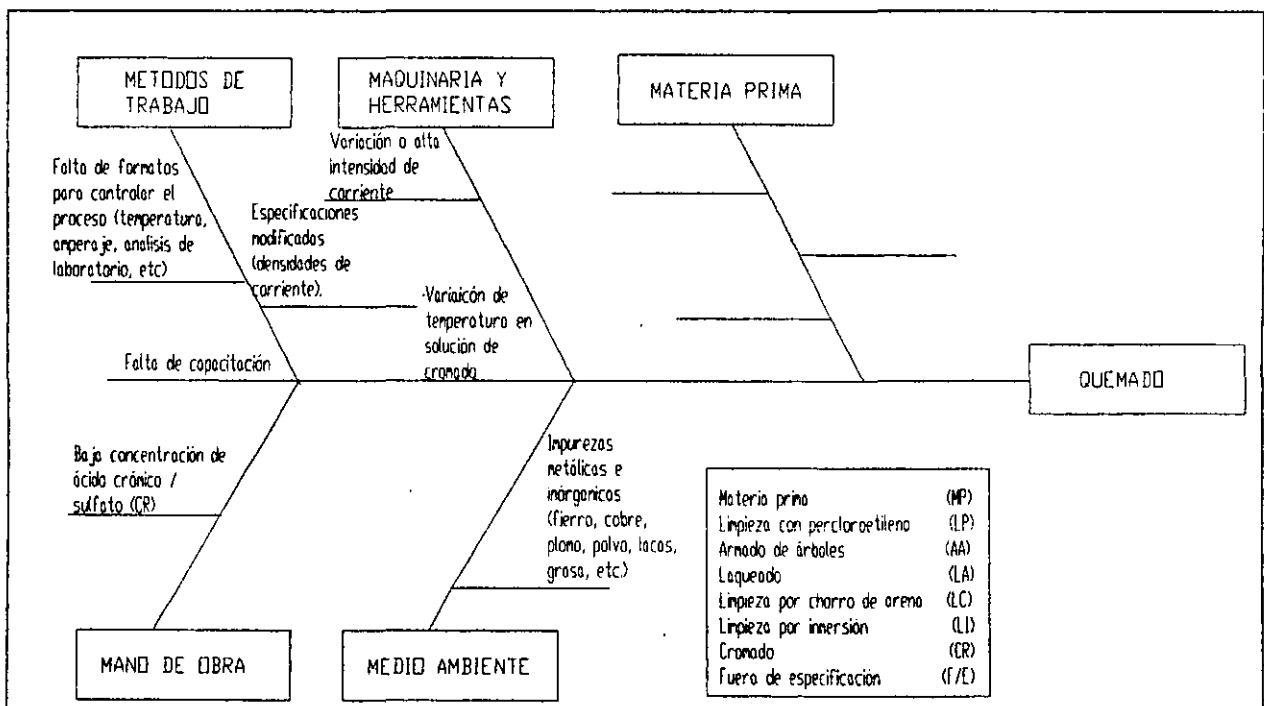 METODOS DE
TRABAJO
MAQUINARIA Y
HERRAMIENTAS
MATERIA PRIMA
Falta de formatos
para controlar el
proceso (temperatura,
amperaje, analisis de
laboratorio, etc)
Variación o alta
intensidad de
corriente
Especificaciones
modificadas
(densidades de
corriente).
-Variaicón de
temperatura en
solución de
cromado
Falta de capacitación
QUEMADO
Baja concentración de
ácido crómico /
sulfato (CR)
Impurezas
metálicas e
inórganicas
(fierro, cobre,
plomo, polvo, lacas,
grasa, etc.)
MANO DE OBRA
MEDIO AMBIENTE
Materia prima (MP)
Limpieza con percloroetileno (LP)
Armado de árboles (AA)
Laqueado (LA)
Limpieza por chorro de arena (LC)
Limpieza por inmersión (LI)
Cromado (CR)
Fuera de especificación (F/E)